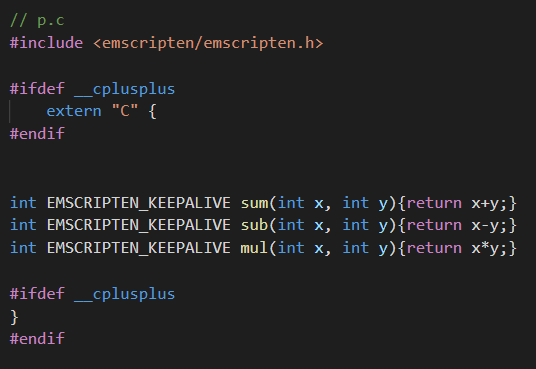 // p.c
#include <emscripten/emscripten.h>
#ifdef __cplusplus
extern "C" {
#endif
int EMSCRIPTEN_KEEPALIVE sum(int x, int y){return x+y;}
int EMSCRIPTEN_KEEPALIVE sub(int x, int y){return x-y;}
int EMSCRIPTEN_KEEPALIVE mul(int x, int y){return x*y;}
#ifdef __cplusplus
}
#endif